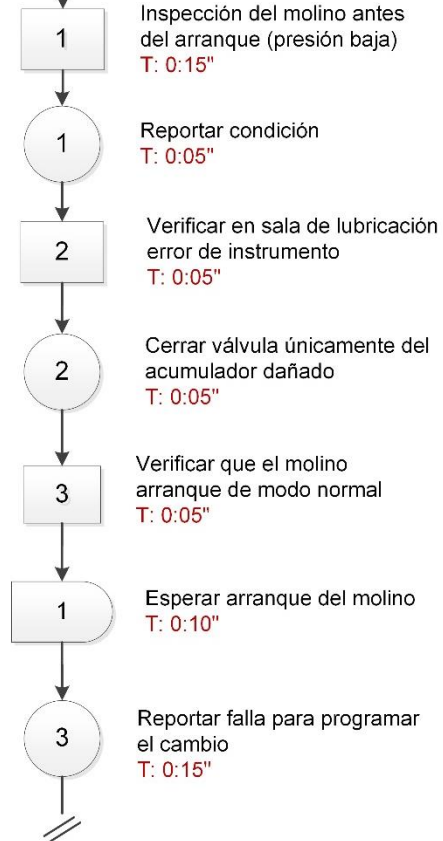 1
Inspección del molino antes
del arranque (presión baja)
T: 0:15"
1
Reportar condición
T: 0:05"
2
Verificar en sala de lubricación
error de instrumento
T: 0:05"
2
Cerrar válvula únicamente del
acumulador dañado
T: 0:05"
3
Verificar que el molino
arranque de modo normal
T: 0:05"
1
Esperar arranque del molino
T: 0:10"
3
Reportar falla para programar
el cambio
T: 0:15"